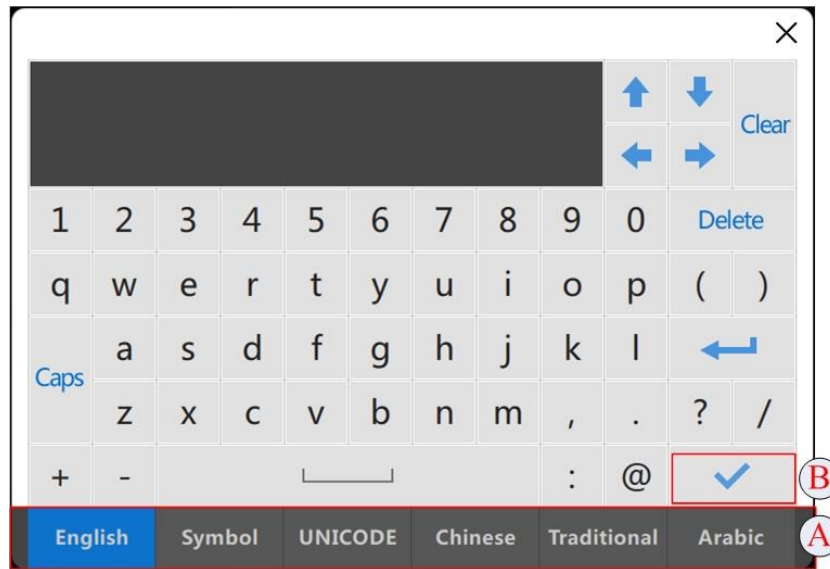 Clear
1 2 3 4 5 6 7 8 9 0 Delete
q w e r t y u i o p ( )
Caps a s d f g h j k l
z x c v b n m , . ? /
+ - : @ B
English Symbol UNICODE Chinese Traditional Arabic A